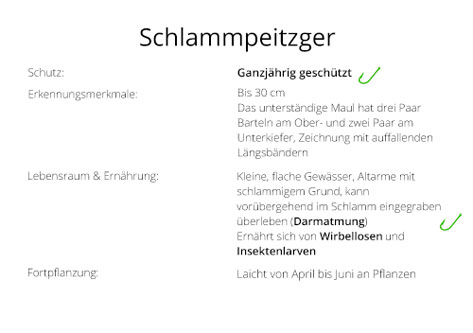 Schlammpeitzger
Schutz: Ganzjährig geschützt
Erkennungsmerkmale: Bis 30 cm
Das unterständige Maul hat drei Paar
Barteln am Ober- und zwei Paar am
Unterkiefer, Zeichnung mit auffallenden
Längsbändern
Lebensraum & Ernährung: Kleine, flache Gewässer, Altarme mit
schlammigem Grund, kann
vorübergehend im Schlamm eingegraben
überleben (Darmatmung)
Ernährt sich von Wirbellosen und
Insektenlarven
Fortpflanzung: Laicht von April bis Juni an Pflanzen